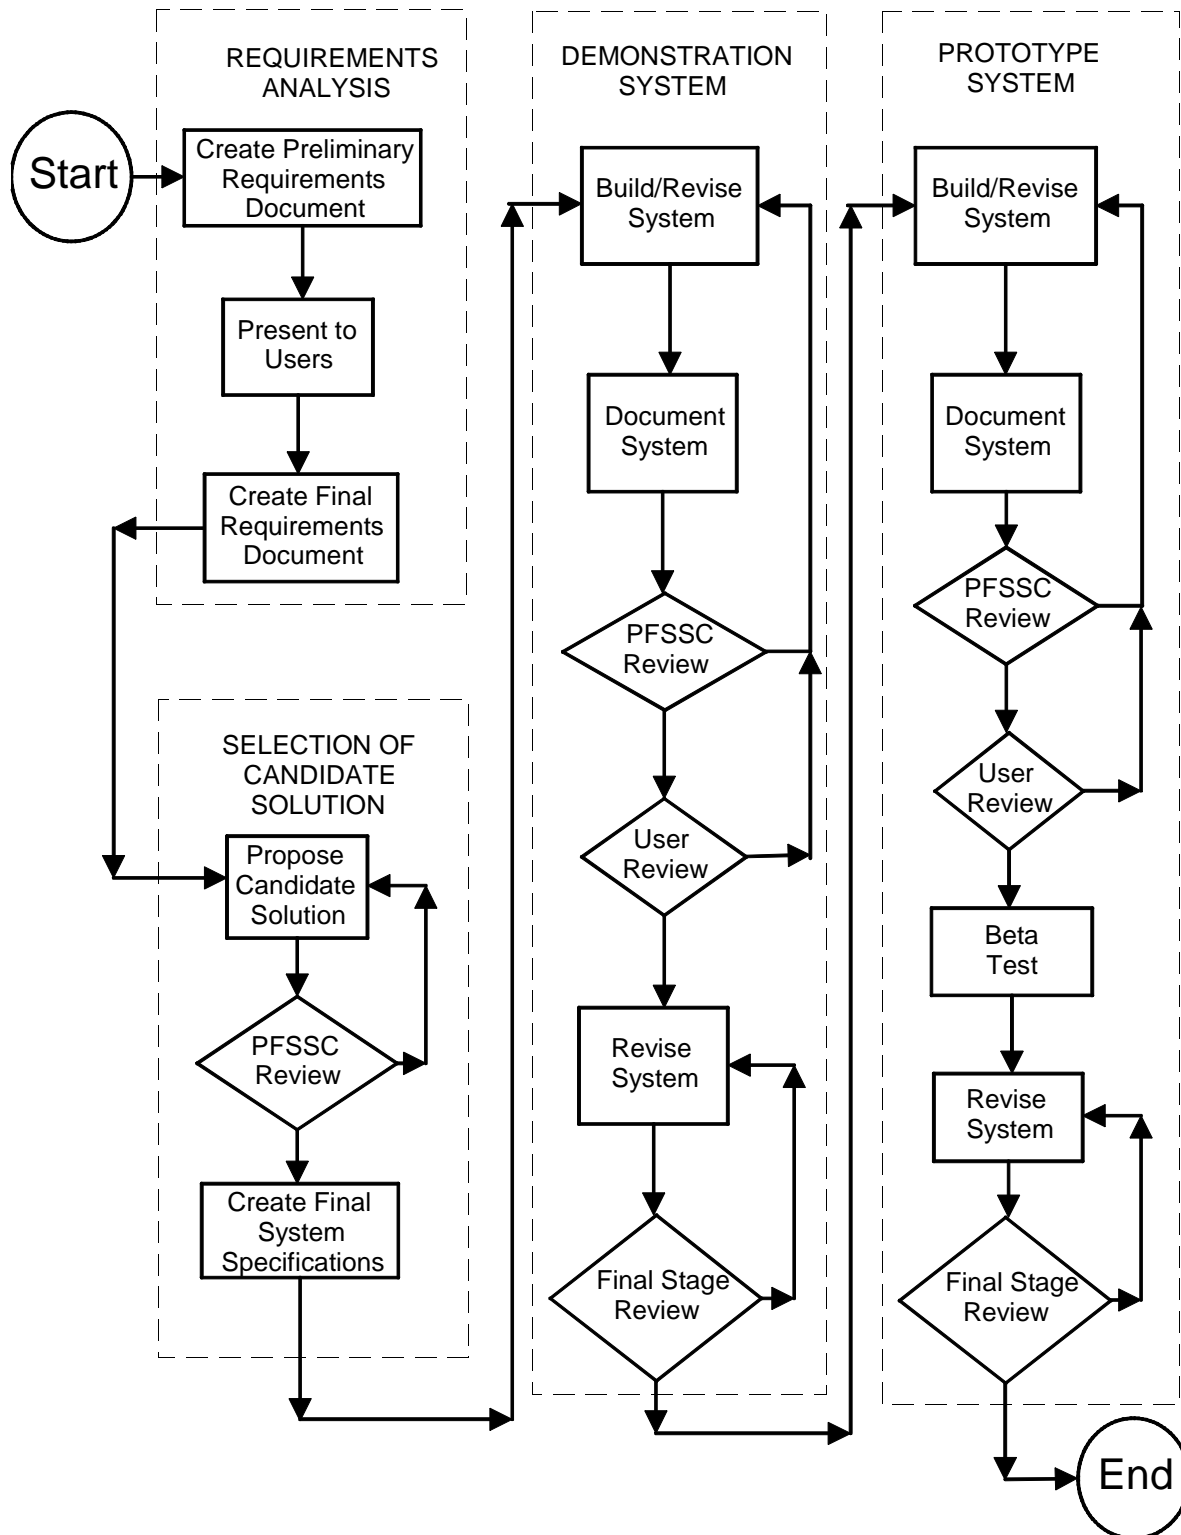 Start
REQUIREMENTS
ANALYSIS
Create Preliminary
Requirements
Document
Present to
Users
Create Final
Requirements
Document
SELECTION OF
CANDIDATE
SOLUTION
Propose
Candidate
Solution
PFSSC
Review
Create Final
System
Specifications
DEMONSTRATION
SYSTEM
Build/Revise
System
Document
System
PFSSC
Review
User
Review
Revise
System
Final Stage
Review
PROTOTYPE
SYSTEM
Build/Revise
System
Document
System
PFSSC
Review
User
Review
Beta
Test
Revise
System
Final Stage
Review
End